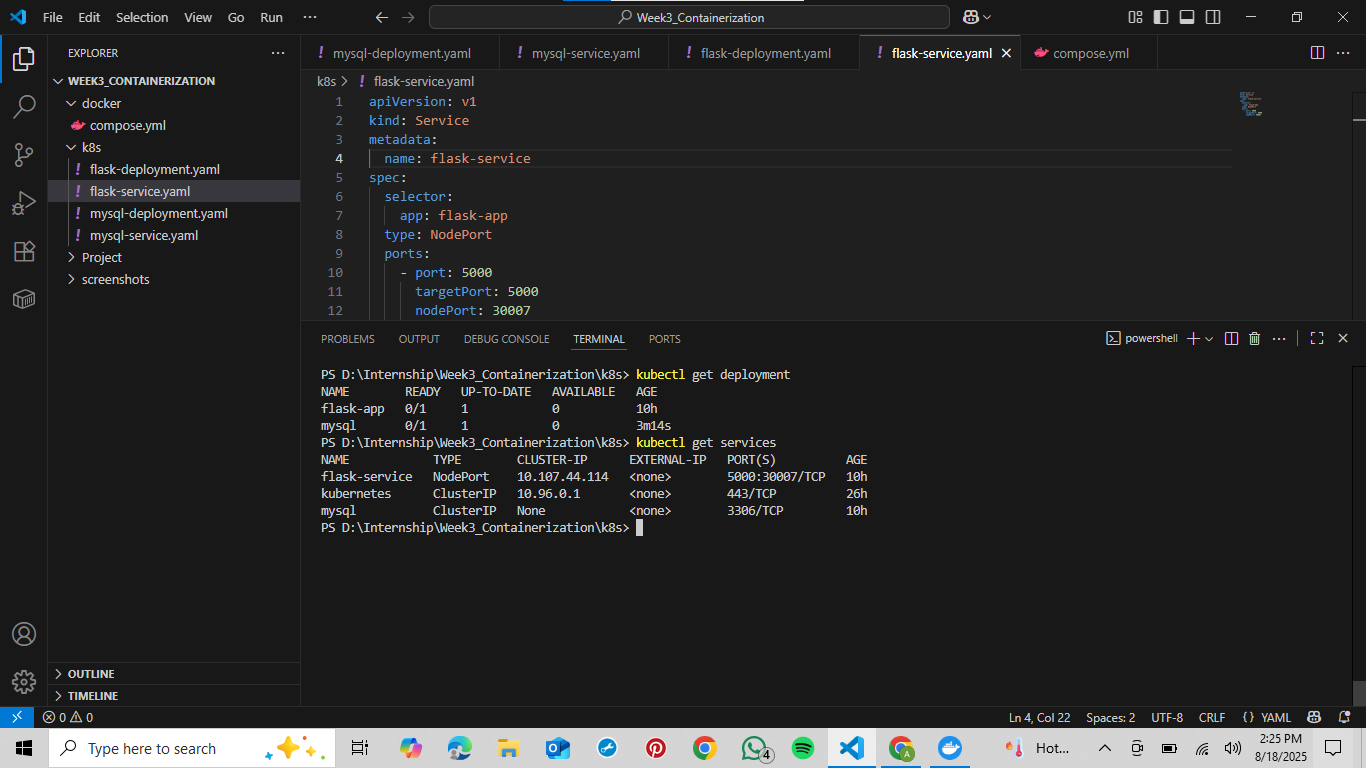 File Edit Selection View Go Run ···
Week3_Containerization
EXPLORER ···
WEEK3_CONTAINERIZATION
docker
compose.yml
k8s
! flask-deployment.yaml
! flask-service.yaml
! mysql-deployment.yaml
! mysql-service.yaml
Project
screenshots
OUTLINE
TIMELINE
! mysql-deployment.yaml ! mysql-service.yaml ! flask-deployment.yaml ! flask-service.yaml compose.yml ···
k8s > ! flask-service.yaml
1 apiVersion: v1
2 kind: Service
3 metadata:
4 name: flask-service
5 spec:
6 selector:
7 app: flask-app
8 type: NodePort
9 ports:
10 - port: 5000
11 targetPort: 5000
12 nodePort: 30007
PROBLEMS OUTPUT DEBUG CONSOLE TERMINAL PORTS powershell ···
PS D:\Internship\Week3_Containerization\k8s> kubectl get deployment
NAME READY UP-TO-DATE AVAILABLE AGE
flask-app 0/1 1 0 10h
mysql 0/1 1 0 3m14s
PS D:\Internship\Week3_Containerization\k8s> kubectl get services
NAME TYPE CLUSTER-IP EXTERNAL-IP PORT(S) AGE
flask-service NodePort 10.107.44.114 <none> 5000:30007/TCP 10h
kubernetes ClusterIP 10.96.0.1 <none> 443/TCP 26h
mysql ClusterIP None <none> 3306/TCP 10h
PS D:\Internship\Week3_Containerization\k8s>
0 0 Ln 4, Col 22 Spaces: 2 UTF-8 CRLF {} YAML
Type here to search 4 A Hot... 2:25 PM
8/18/2025